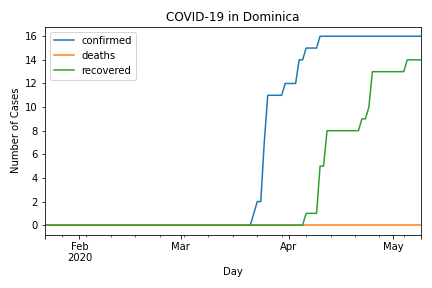 COVID-19 in Dominica
confirmed
deaths
recovered
Number of Cases
16
14
12
10
8
6
4
2
0
Feb
2020
Mar
Apr
May
Day